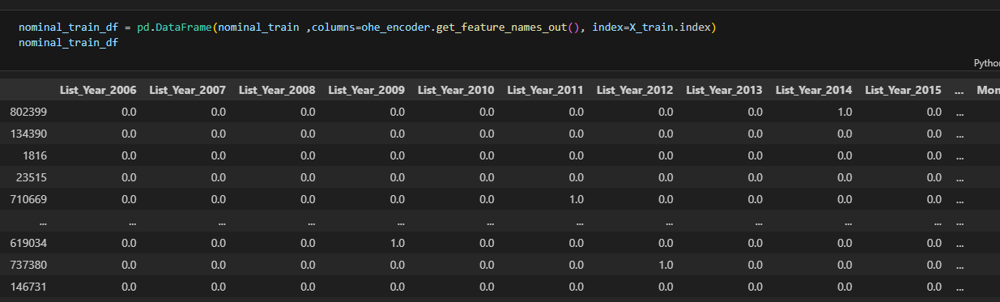 nominal_train_df = pd.DataFrame(nominal_train ,columns=ohe_encoder.get_feature_names_out(), index=X_train.index)
nominal_train_df
List_Year_2006 List_Year_2007 List_Year_2008 List_Year_2009 List_Year_2010 List_Year_2011 List_Year_2012 List_Year_2013 List_Year_2014 List_Year_2015 ...
802399 0.0 0.0 0.0 0.0 0.0 0.0 0.0 0.0 1.0 0.0 ...
134390 0.0 0.0 0.0 0.0 0.0 0.0 0.0 0.0 0.0 0.0 ...
1816 0.0 0.0 0.0 0.0 0.0 0.0 0.0 0.0 0.0 0.0 ...
23515 0.0 0.0 0.0 0.0 0.0 0.0 0.0 0.0 0.0 0.0 ...
710669 0.0 0.0 0.0 0.0 0.0 1.0 0.0 0.0 0.0 0.0 ...
... ... ... ... ... ... ... ... ... ... ... ...
619034 0.0 0.0 0.0 1.0 0.0 0.0 0.0 0.0 0.0 0.0 ...
737380 0.0 0.0 0.0 0.0 0.0 0.0 1.0 0.0 0.0 0.0 ...
146731 0.0 0.0 0.0 0.0 0.0 0.0 0.0 0.0 0.0 0.0 ...